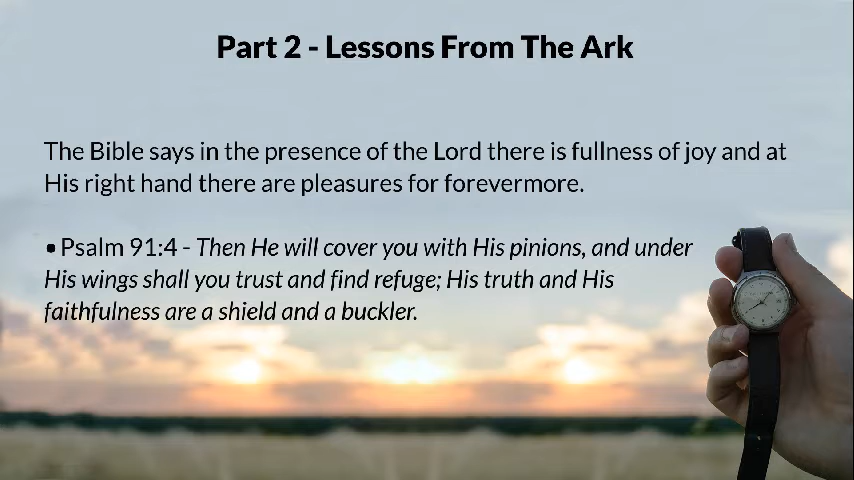 Part 2 - Lessons From The Ark
The Bible says in the presence of the Lord there is fullness of joy and at
His right hand there are pleasures for forevermore.
• Psalm 91:4 - Then He will cover you with His pinions, and under
His wings shall you trust and find refuge; His truth and His
faithfulness are a shield and a buckler.